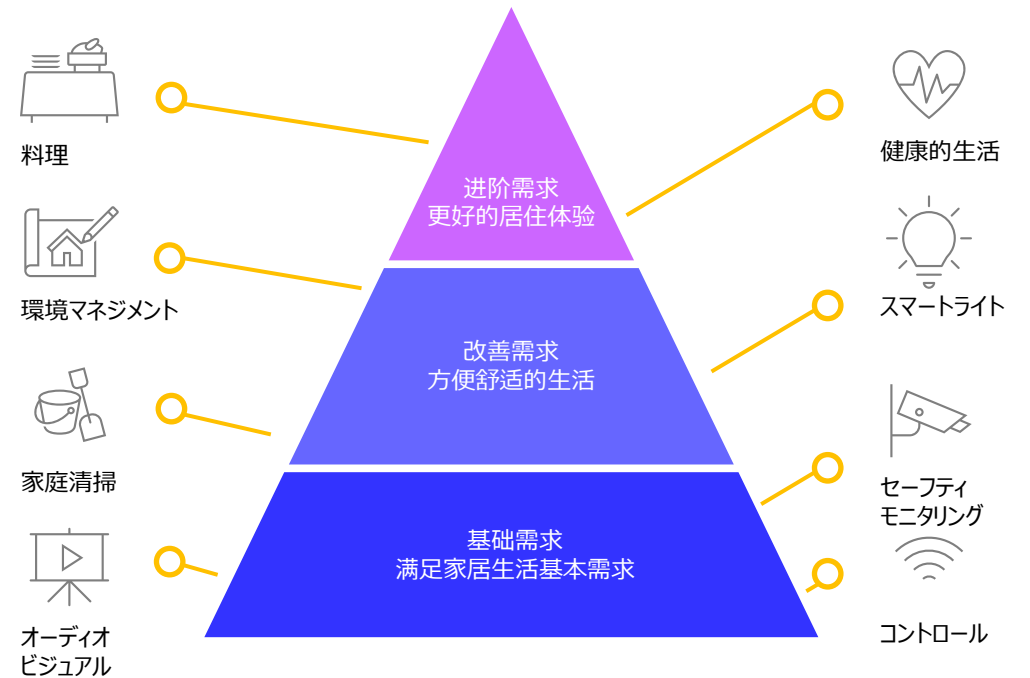 料理
環境マネジメント
家庭清掃
オーディオ
ビジュアル
进阶需求
更好的居住体验
改善需求
方便舒适的生活
基础需求
满足家居生活基本需求
健康的生活
スマートライト
セーフティ
モニタリング
コントロール